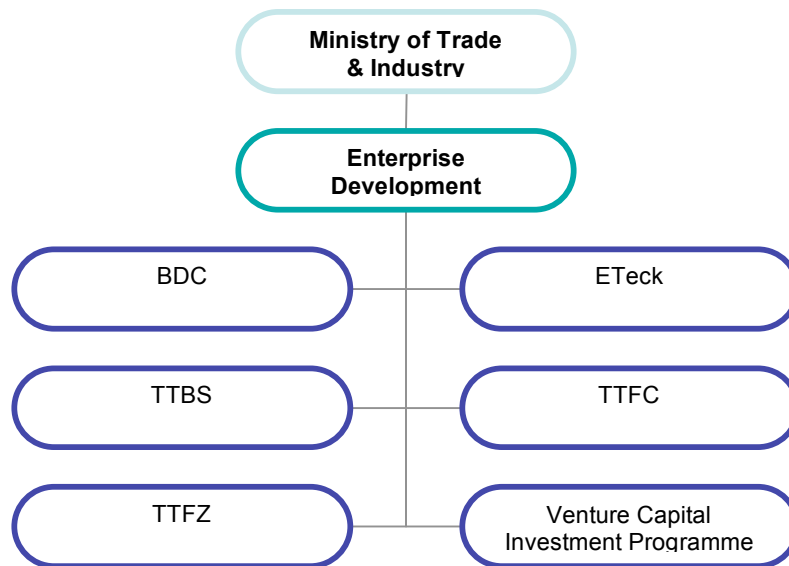 Ministry of Trade
& Industry
Enterprise
Development
BDC
ETeck
TTBS
TTFC
TTFZ
Venture Capital
Investment Programme